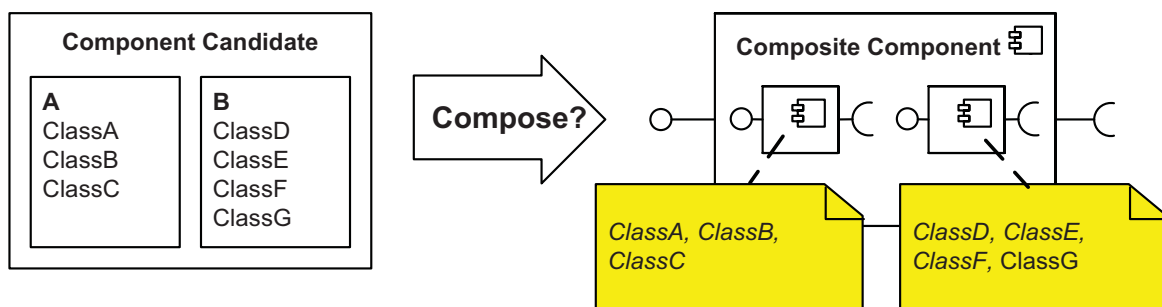 Component Candidate
A
ClassA
ClassB
ClassC
B
ClassD
ClassE
ClassF
ClassG
Compose?
Composite Component
ClassA, ClassB,
ClassC
ClassD, ClassE,
ClassF, ClassG